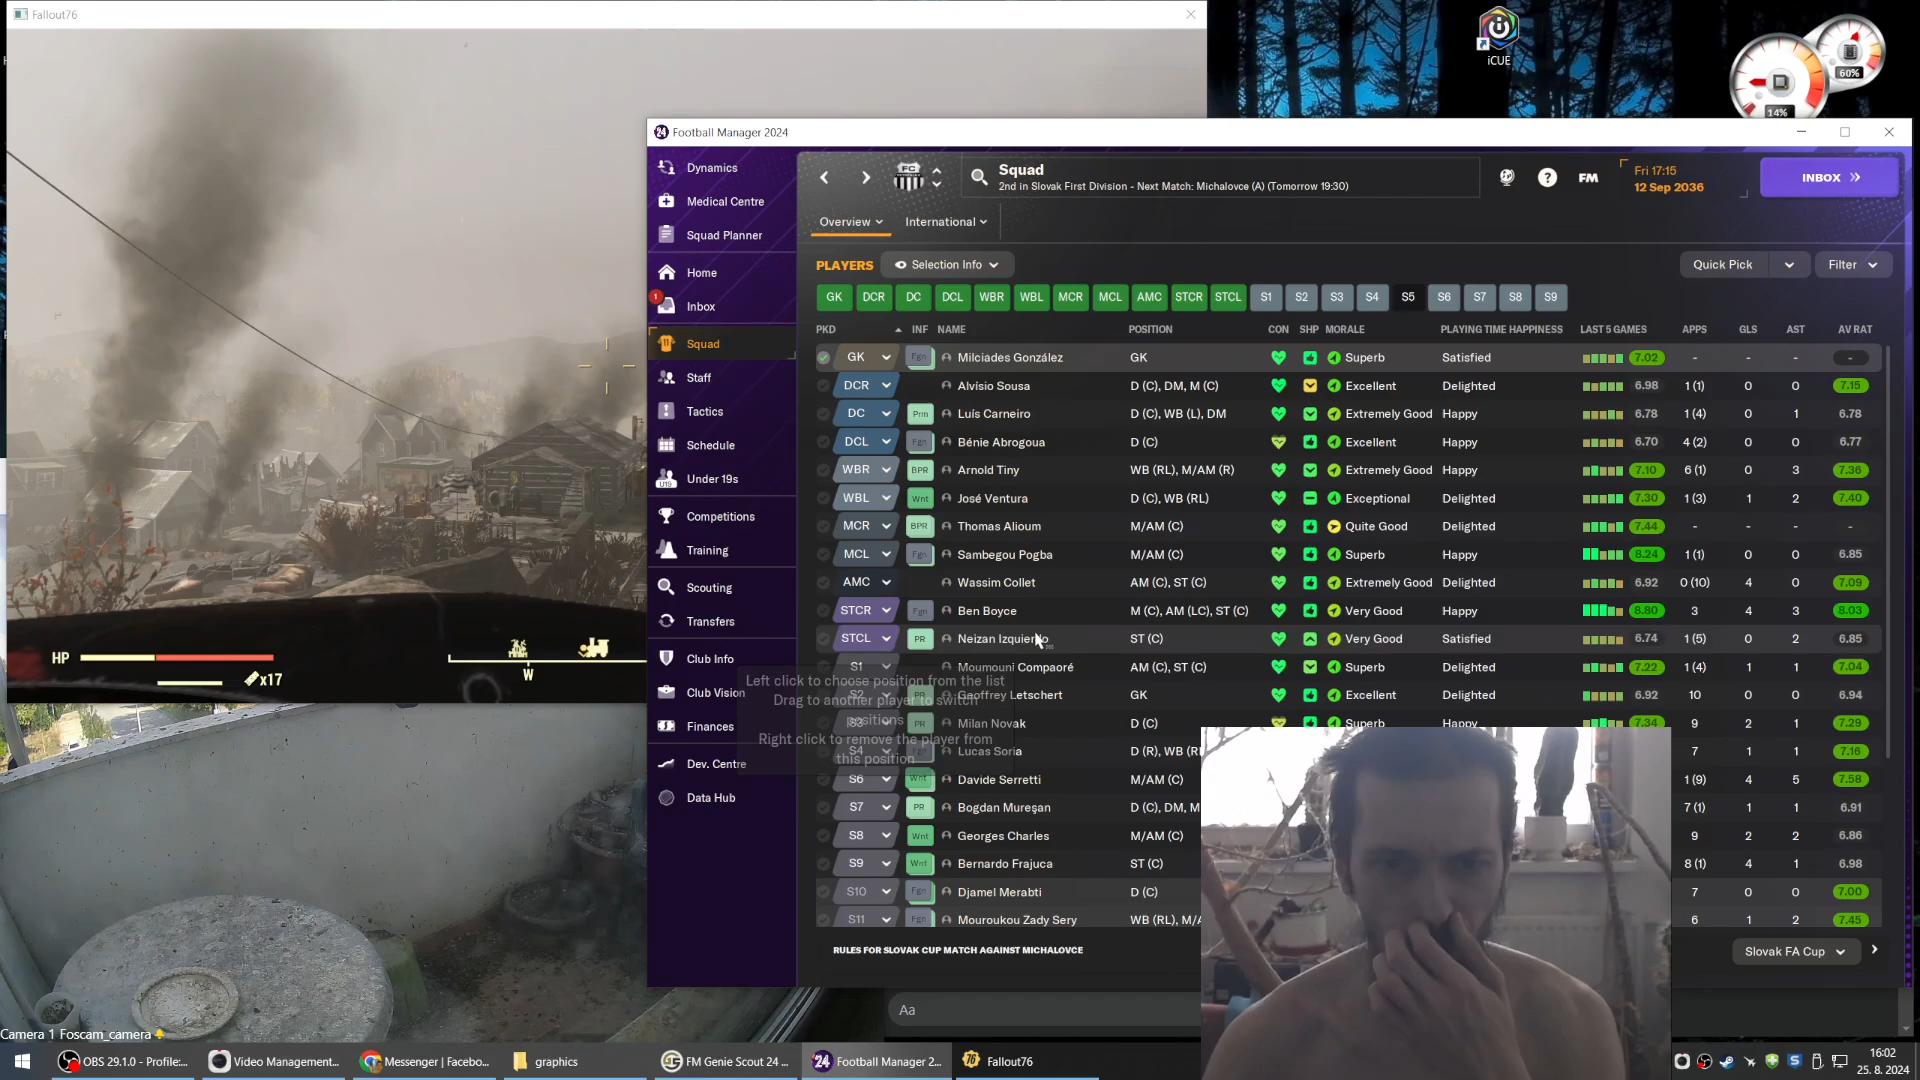 Fallout76
iCUE
60%
14%
Football Manager 2024
Dynamics
Medical Centre
Squad Planner
Home
1
Inbox
Squad
Staff
Tactics
Schedule
U19
Under 19s
Competitions
Training
Scouting
Transfers
Club Info
Club Vision
Finances
Dev. Centre
Data Hub
FC
Squad
2nd in Slovak First Division - Next Match: Michalovce (A) (Tomorrow 19:30)
FM
Fri 17:15
12 Sep 2036
INBOX
Overview
International
PLAYERS
Selection Info
Quick Pick
Filter
GK DCR DC DCL WBR WBL MCR MCL AMC STCR STCL S1 S2 S3 S4 S5 S6 S7 S8 S9
PKD INF NAME POSITION CON SHP MORALE PLAYING TIME HAPPINESS LAST 5 GAMES APPS GLS AST AV RAT
GK Fgn Milciades González GK Superb Satisfied 7.02 - - - -
DCR Alvísio Sousa D (C), DM, M (C) Excellent Delighted 6.98 1 (1) 0 0 7.15
DC Prm Luís Carneiro D (C), WB (L), DM Extremely Good Happy 6.78 1 (4) 0 1 6.78
DCL Fgn Bénie Abrogoua D (C) Excellent Happy 6.70 4 (2) 0 0 6.77
WBR BPR Arnold Tiny WB (RL), M/AM (R) Extremely Good Happy 7.10 6 (1) 0 3 7.36
WBL Wnt José Ventura D (C), WB (RL) Exceptional Delighted 7.30 1 (3) 1 2 7.40
MCR BPR Thomas Alioum M/AM (C) Quite Good Delighted 7.44 - - - -
MCL Fgn Sambegou Pogba M/AM (C) Superb Happy 8.24 1 (1) 0 0 6.85
AMC Wassim Collet AM (C), ST (C) Extremely Good Delighted 6.92 0 (10) 4 0 7.09
STCR Fgn Ben Boyce M (C), AM (LC), ST (C) Very Good Happy 8.80 3 4 3 8.03
STCL PR Neizan Izquierdo ST (C) Very Good Satisfied 6.74 1 (5) 0 2 6.85
S1 Moumouni Compaoré AM (C), ST (C) Superb Delighted 7.22 1 (4) 1 1 7.04
S2 PR Geoffrey Letschert GK Excellent Delighted 6.92 10 0 0 6.94
S3 PR Milan Novak D (C) Superb Happy 7.34 9 2 1 7.29
S4 Fgn Lucas Soria D (R), WB (R 7 1 1 7.16
S6 Wnt Davide Serretti M/AM (C) 1 (9) 4 5 7.58
S7 PR Bogdan Mureşan D (C), DM, M 7 (1) 1 1 6.91
S8 Wnt Georges Charles M/AM (C) 9 2 2 6.86
S9 Wnt Bernardo Frajuca ST (C) 8 (1) 4 1 6.98
S10 Fgn Djamel Merabti D (C) 7 0 0 7.00
S11 Fgn Mouroukou Zady Sery WB (RL), M/A 6 1 2 7.45
Left click to choose position from the list
Drag to another player to switch
positions
Right click to remove the player from
this position
RULES FOR SLOVAK CUP MATCH AGAINST MICHALOVCE
Slovak FA Cup
HP
x17
W
Aa
Camera 1 Foscam_camera
OBS 29.1.0 - Profile:...
Video Management...
Messenger | Facebo...
graphics
FM Genie Scout 24 ...
Football Manager 2...
Fallout76
16:02
25. 8. 2024